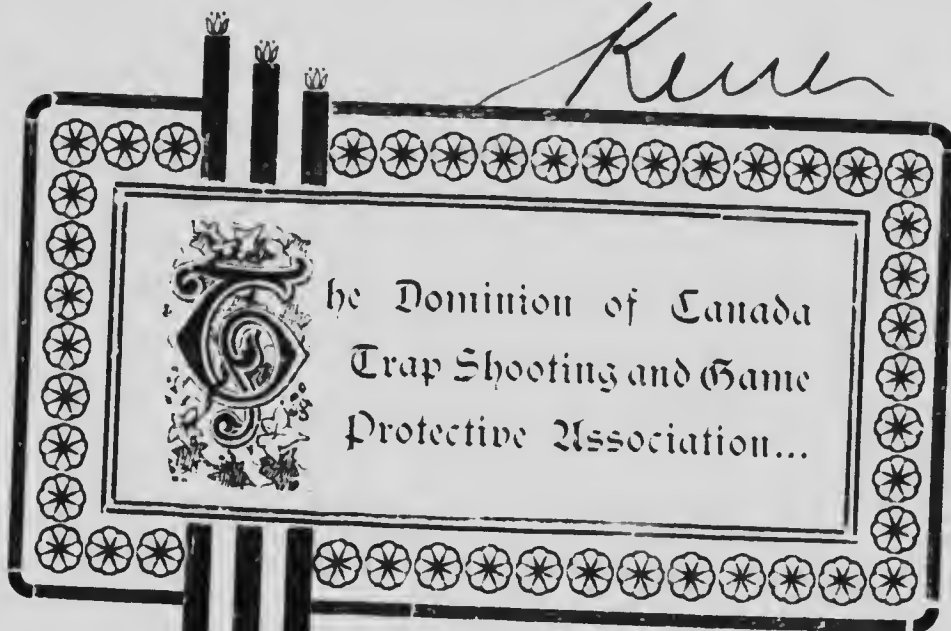 The Dominion of Canada
Trap Shooting and Game
Protective Association...